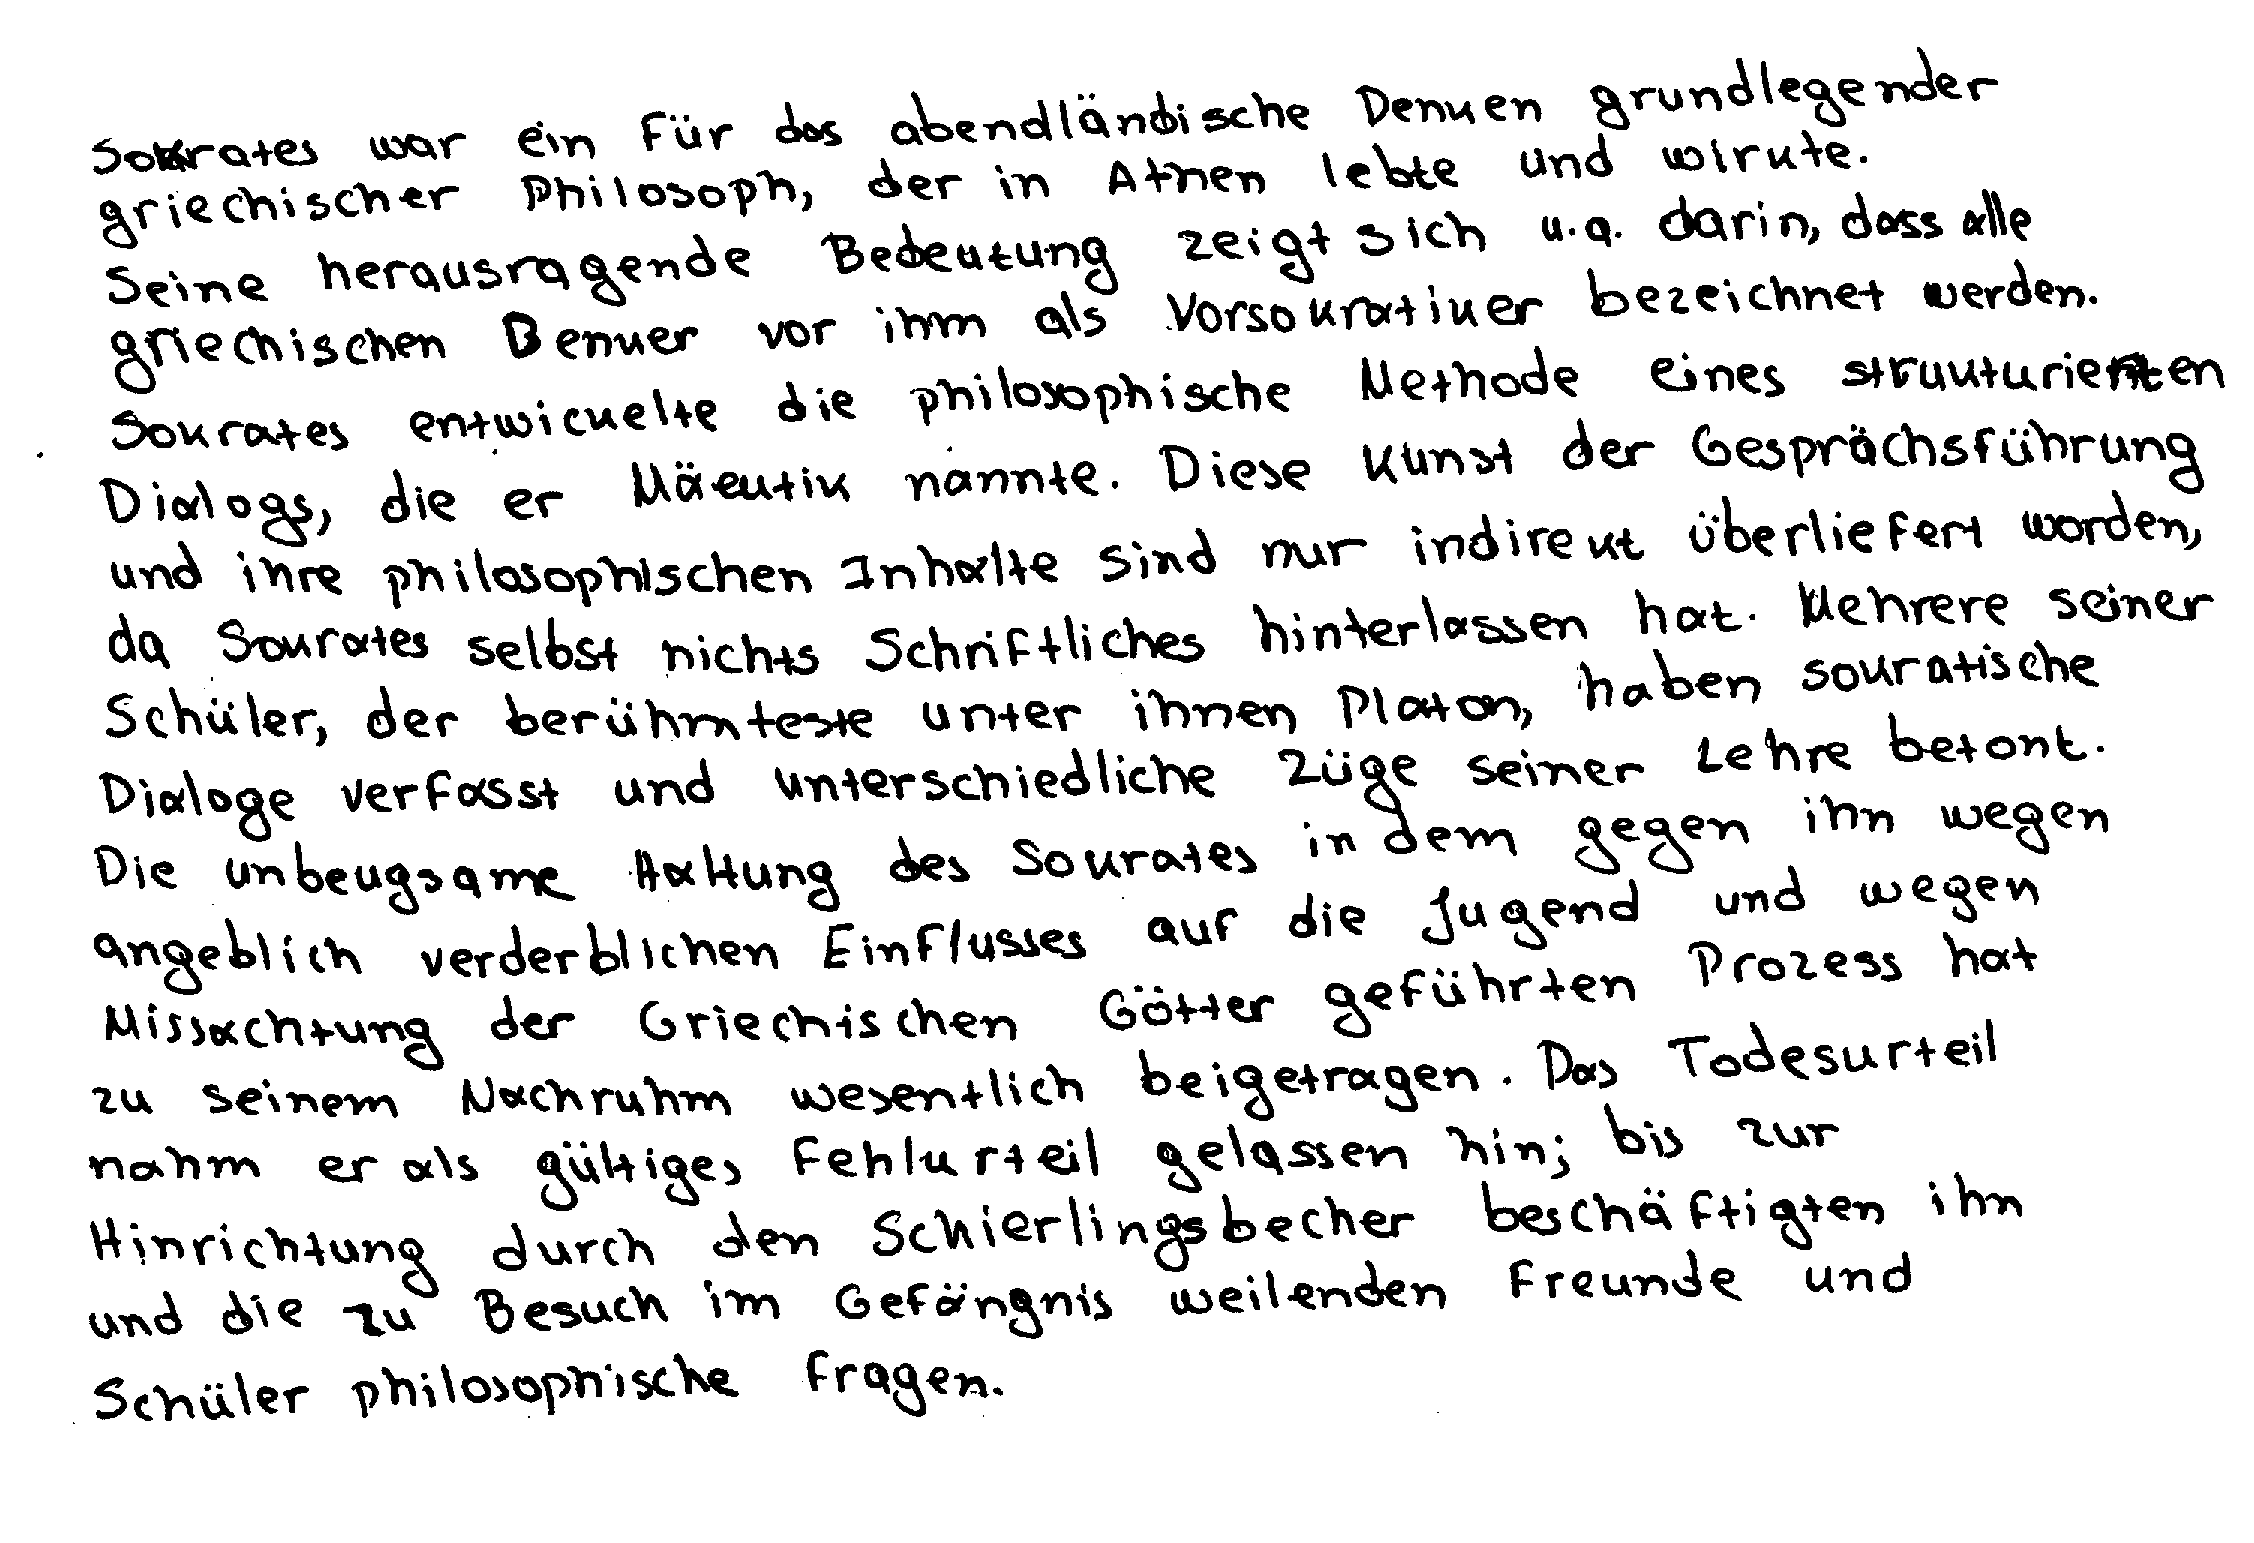 Sokrates war ein für das abendländische Denken grundlegender
griechischer Philosoph, der in Athen lebte und wirkte.
Seine herausragende Bedeutung zeigt sich u.a. darin, dass alle
griechischen Denker vor ihm als Vorsokratiker bezeichnet werden.
Sokrates entwickelte die philosophische Methode eines strukturierten
Dialogs, die er Mäeutik nannte. Diese Kunst der Gesprächsführung
und ihre philosophischen Inhalte sind nur indirekt überliefert worden,
da Sokrates selbst nichts Schriftliches hinterlassen hat. Mehrere seiner
Schüler, der berühmteste unter ihnen Platon, haben sokratische
Dialoge verfasst und unterschiedliche Züge seiner Lehre betont.
Die unbeugsame Haltung des Sokrates in dem gegen ihn wegen
angeblich verderblichen Einflusses auf die Jugend und wegen
Missachtung der Griechischen Götter geführten Prozess hat
zu seinem Nachruhm wesentlich beigetragen. Das Todesurteil
nahm er als gültiges Fehlurteil gelassen hin; bis zur
Hinrichtung durch den Schierlingsbecher beschäftigten ihn
und die zu Besuch im Gefängnis weilenden Freunde und
Schüler philosophische Fragen.